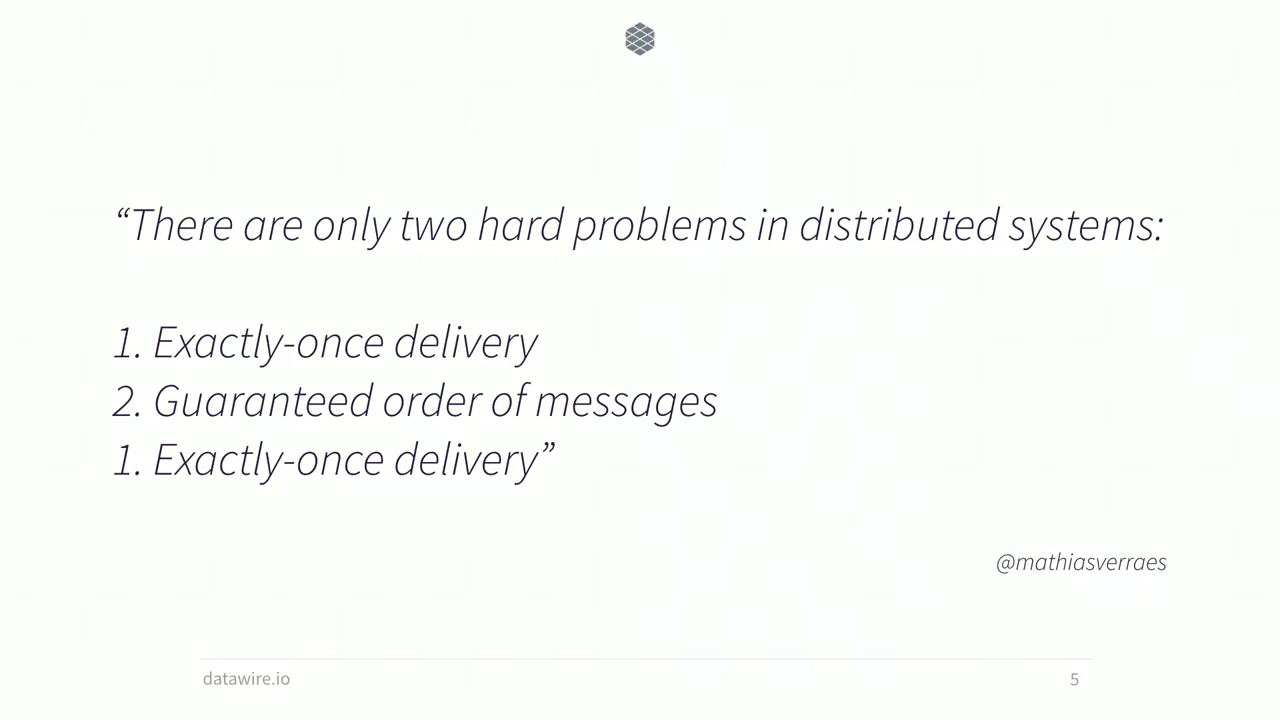 “There are only two hard problems in distributed systems:
1. Exactly-once delivery
2. Guaranteed order of messages
1. Exactly-once delivery”
@mathiasverraes
datawire.io
5